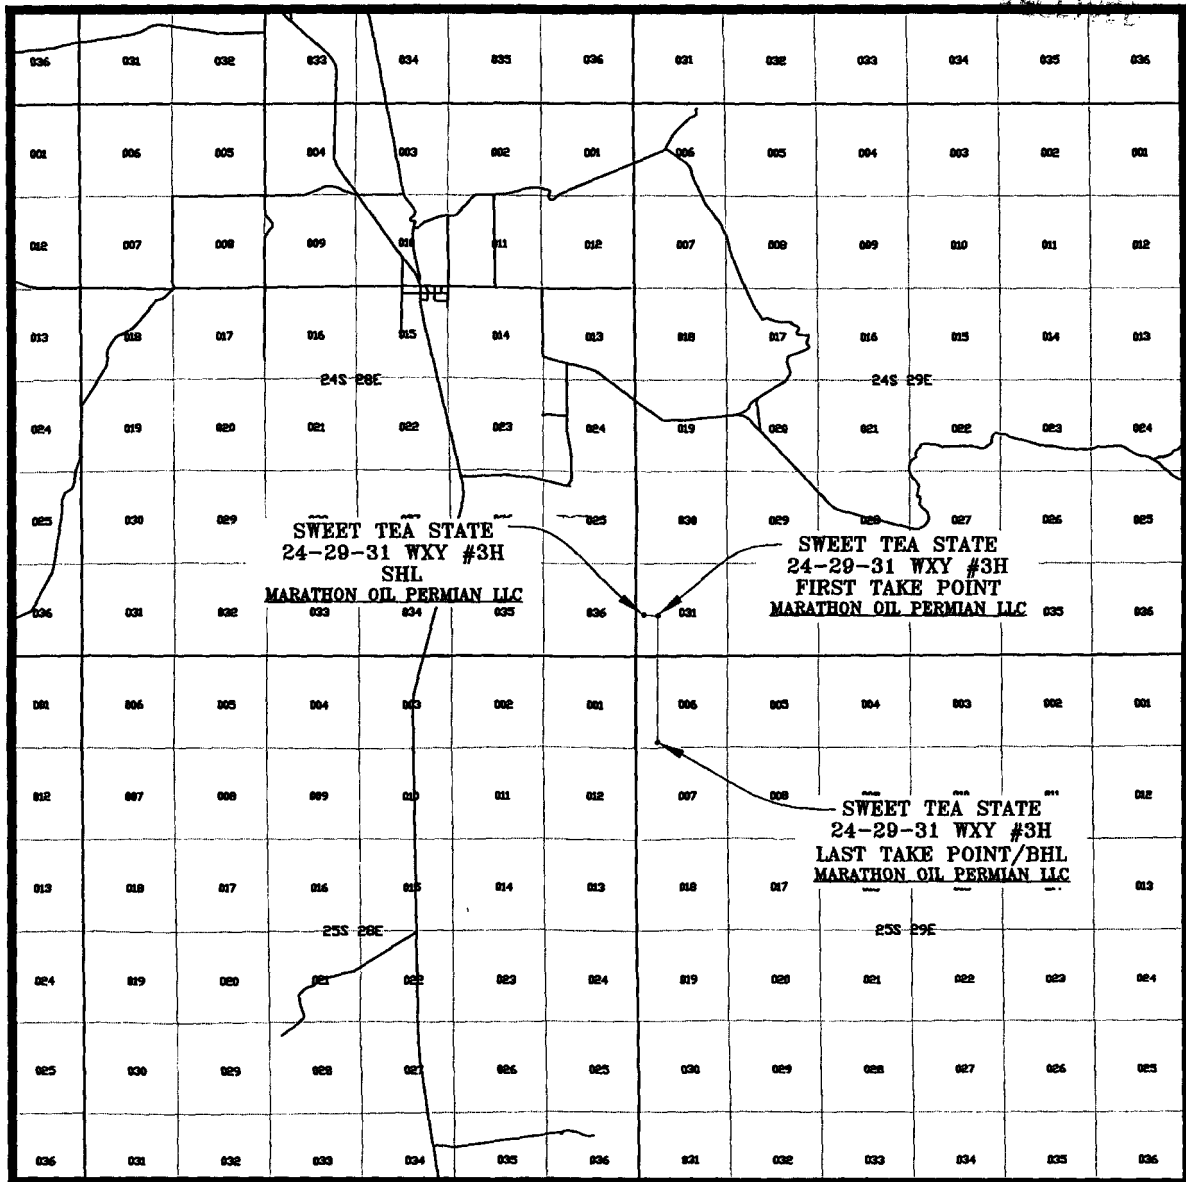 036 031 032 033 034 035 036 031 032 033 034 035 036
001 006 005 004 003 002 001 006 005 004 003 002 001
012 007 008 009 010 011 012 007 008 009 010 011 012
013 018 017 016 015 014 013 018 017 016 015 014 013
24S 28E 24S 29E
024 019 020 021 022 023 024 019 020 021 022 023 024
025 030 029 025 030 029 028 027 026 025
SWEET TEA STATE
24-29-31 WXY #3H
SHL
MARATHON OIL PERMIAN LLC
SWEET TEA STATE
24-29-31 WXY #3H
FIRST TAKE POINT
MARATHON OIL PERMIAN LLC
036 031 032 033 034 035 036 031 035 036
001 006 005 004 003 002 001 006 005 004 003 002 001
012 007 008 009 010 011 012 007 008 011 012
SWEET TEA STATE
24-29-31 WXY #3H
LAST TAKE POINT/BHL
MARATHON OIL PERMIAN LLC
013 018 017 016 015 014 013 018 017 013
25S 28E 25S 29E
024 019 020 021 022 023 024 019 020 021 022 023 024
025 030 029 028 027 026 025 030 029 028 027 026 025
036 031 032 033 034 035 036 031 032 033 034 035 036